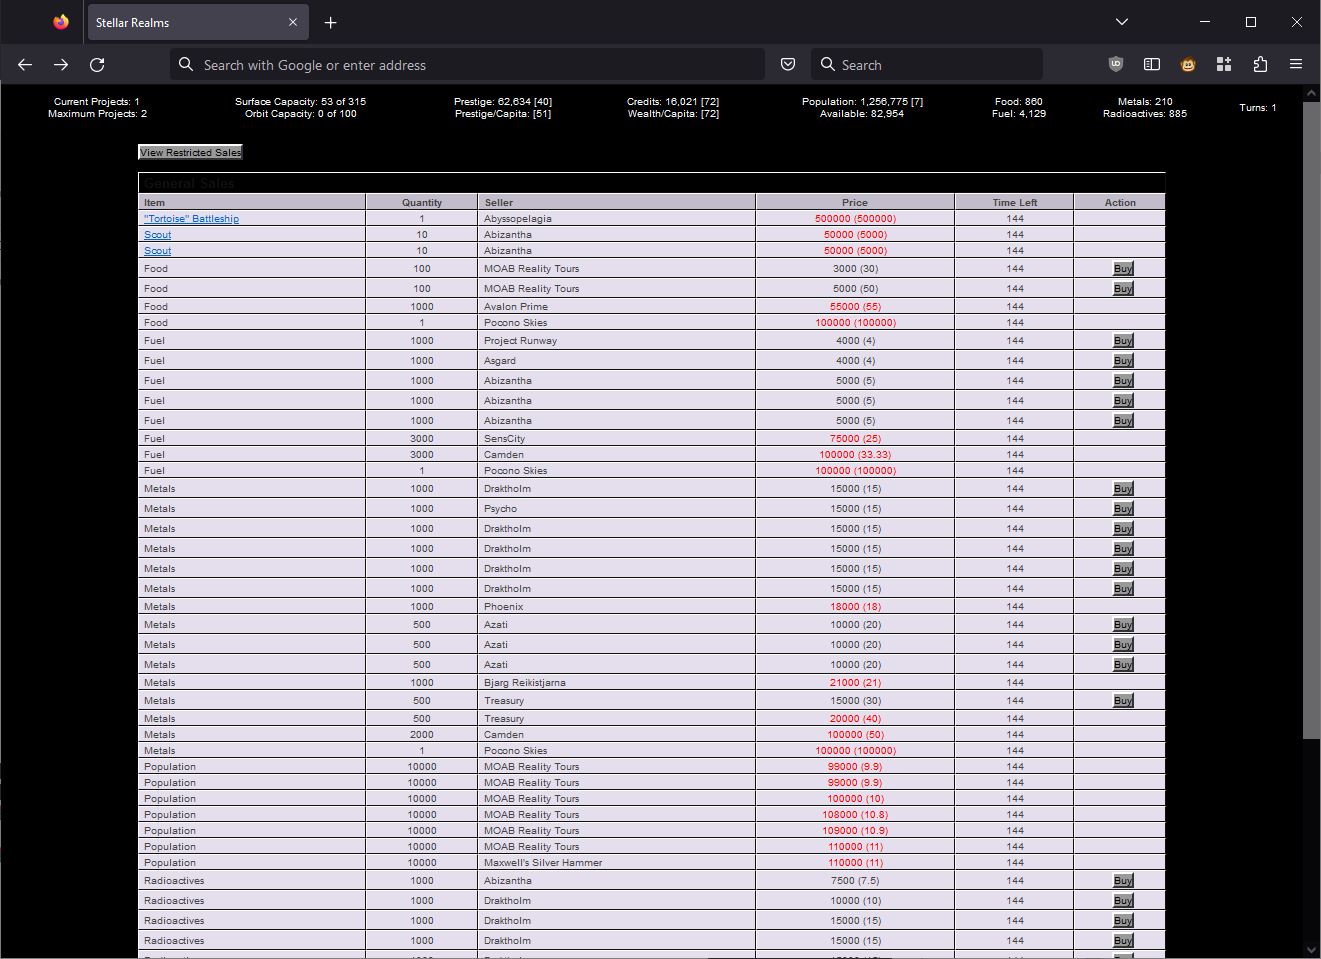 Stellar Realms
Search with Google or enter address
Search
Current Projects: 1 Surface Capacity: 53 of 315 Prestige: 62,634 [40] Credits: 16,021 [72] Population: 1,256,775 [7] Food: 860 Metals: 210 Turns: 1
Maximum Projects: 2 Orbit Capacity: 0 of 100 Prestige/Capita: [51] Wealth/Capita: [72] Available: 82,954 Fuel: 4,129 Radioactives: 885
View Restricted Sales
General Sales
Item Quantity Seller Price Time Left Action
"Tortoise" Battleship 1 Abyssopelagia 500000 (500000) 144
Scout 10 Abizantha 50000 (5000) 144
Scout 10 Abizantha 50000 (5000) 144
Food 100 MOAB Reality Tours 3000 (30) 144 Buy
Food 100 MOAB Reality Tours 5000 (50) 144 Buy
Food 1000 Avalon Prime 55000 (55) 144
Food 1 Pocono Skies 100000 (100000) 144
Fuel 1000 Project Runway 4000 (4) 144 Buy
Fuel 1000 Asgard 4000 (4) 144 Buy
Fuel 1000 Abizantha 5000 (5) 144 Buy
Fuel 1000 Abizantha 5000 (5) 144 Buy
Fuel 1000 Abizantha 5000 (5) 144 Buy
Fuel 3000 SensCity 75000 (25) 144
Fuel 3000 Camden 100000 (33.33) 144
Fuel 1 Pocono Skies 100000 (100000) 144
Metals 1000 Draktholm 15000 (15) 144 Buy
Metals 1000 Psycho 15000 (15) 144 Buy
Metals 1000 Draktholm 15000 (15) 144 Buy
Metals 1000 Draktholm 15000 (15) 144 Buy
Metals 1000 Draktholm 15000 (15) 144 Buy
Metals 1000 Draktholm 15000 (15) 144 Buy
Metals 1000 Phoenix 18000 (18) 144
Metals 500 Azati 10000 (20) 144 Buy
Metals 500 Azati 10000 (20) 144 Buy
Metals 500 Azati 10000 (20) 144 Buy
Metals 1000 Bjarg Reikistjarna 21000 (21) 144
Metals 500 Treasury 15000 (30) 144 Buy
Metals 500 Treasury 20000 (40) 144
Metals 2000 Camden 100000 (50) 144
Metals 1 Pocono Skies 100000 (100000) 144
Population 10000 MOAB Reality Tours 99000 (9.9) 144
Population 10000 MOAB Reality Tours 99000 (9.9) 144
Population 10000 MOAB Reality Tours 100000 (10) 144
Population 10000 MOAB Reality Tours 108000 (10.8) 144
Population 10000 MOAB Reality Tours 109000 (10.9) 144
Population 10000 MOAB Reality Tours 110000 (11) 144
Population 10000 Maxwell's Silver Hammer 110000 (11) 144
Radioactives 1000 Abizantha 7500 (7.5) 144 Buy
Radioactives 1000 Draktholm 10000 (10) 144 Buy
Radioactives 1000 Draktholm 15000 (15) 144 Buy
Radioactives 1000 Draktholm 15000 (15) 144 Buy